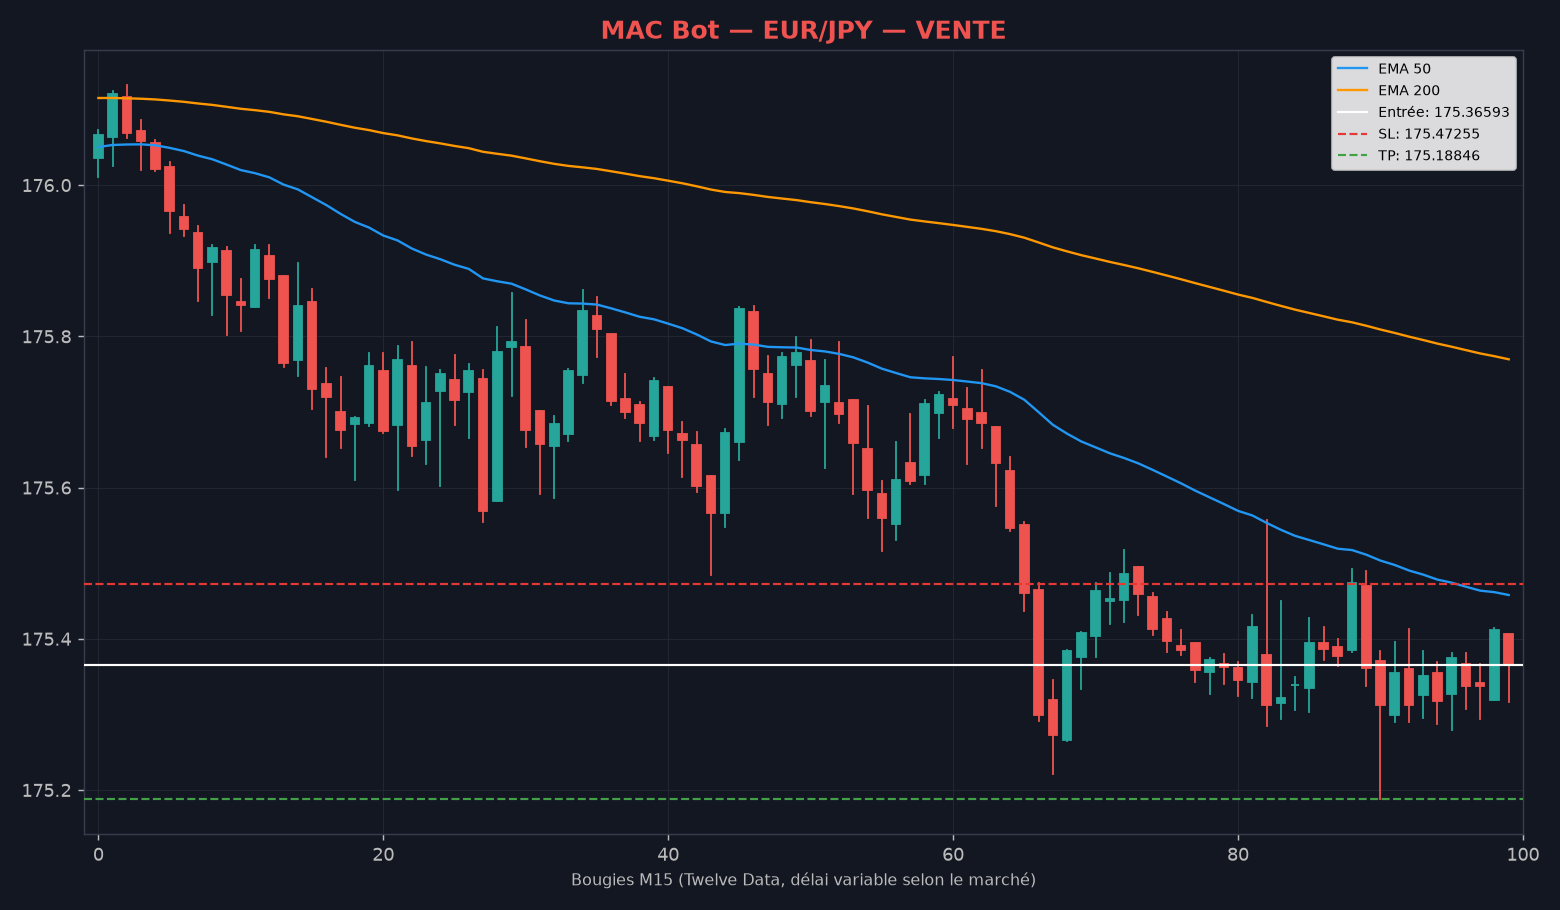 MAC Bot — EUR/JPY — VENTE
EMA 50
EMA 200
Entrée: 175.36593
SL: 175.47255
TP: 175.18846
176.0
175.8
175.6
175.4
175.2
0 20 40 60 80 100
Bougies M15 (Twelve Data, délai variable selon le marché)